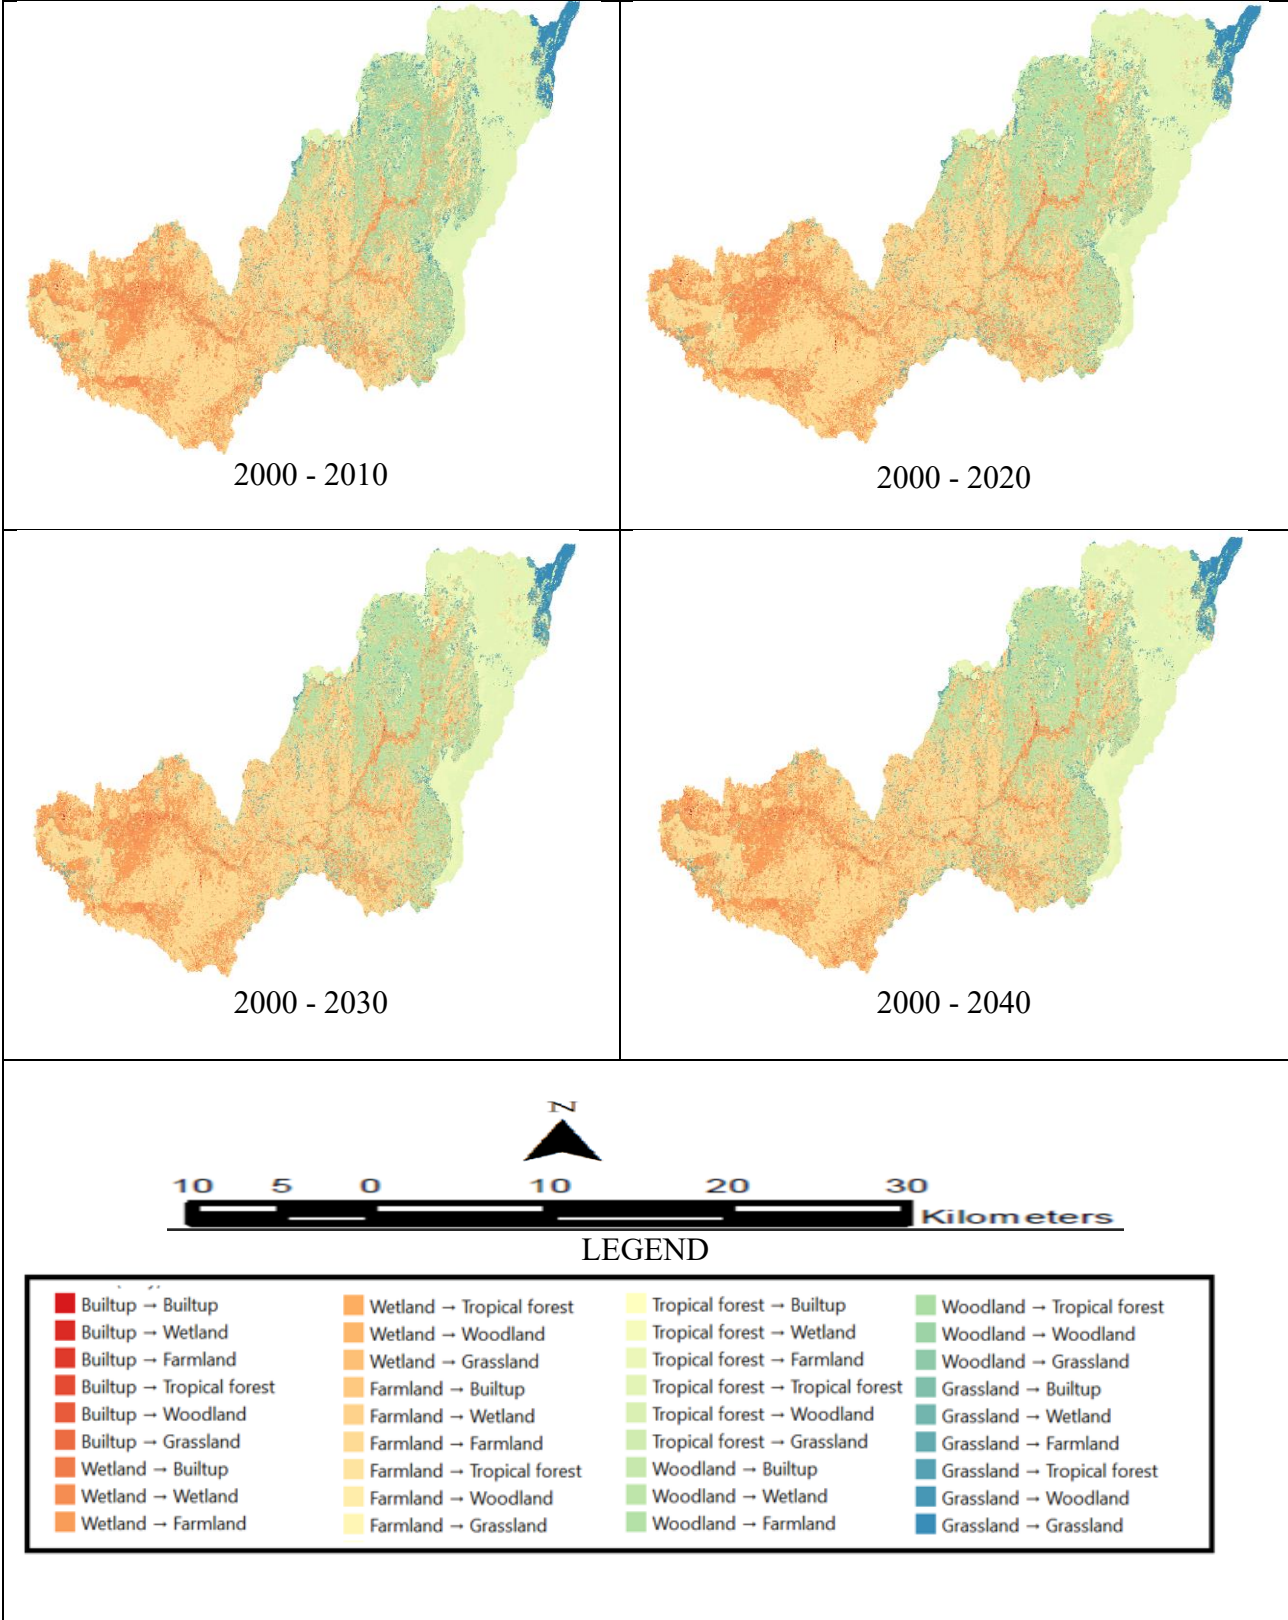 2000 - 2010
2000 - 2020
2000 - 2030
2000 - 2040
N
10 5 0 10 20 30
Kilometers
LEGEND
Builtup → Builtup
Builtup → Wetland
Builtup → Farmland
Builtup → Tropical forest
Builtup → Woodland
Builtup → Grassland
Wetland → Builtup
Wetland → Wetland
Wetland → Farmland
Wetland → Tropical forest
Wetland → Woodland
Wetland → Grassland
Farmland → Builtup
Farmland → Wetland
Farmland → Farmland
Farmland → Tropical forest
Farmland → Woodland
Farmland → Grassland
Tropical forest → Builtup
Tropical forest → Wetland
Tropical forest → Farmland
Tropical forest → Tropical forest
Tropical forest → Woodland
Tropical forest → Grassland
Woodland → Builtup
Woodland → Wetland
Woodland → Farmland
Woodland → Tropical forest
Woodland → Woodland
Woodland → Grassland
Grassland → Builtup
Grassland → Wetland
Grassland → Farmland
Grassland → Tropical forest
Grassland → Woodland
Grassland → Grassland